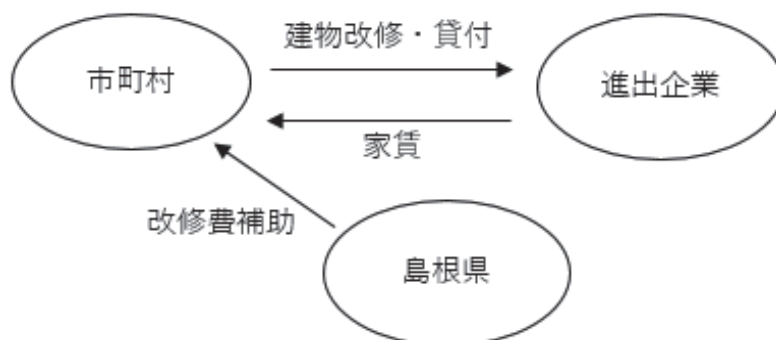 建物改修・貸付
市町村
進出企業
家賃
改修費補助
島根県